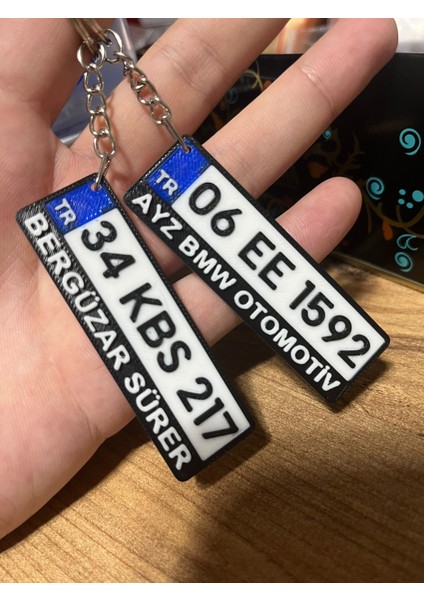 TR 34 KBS 217
BERGÜZAR SÜRER
TR 06 EE 1592
AYZ BMW OTOMOTİV